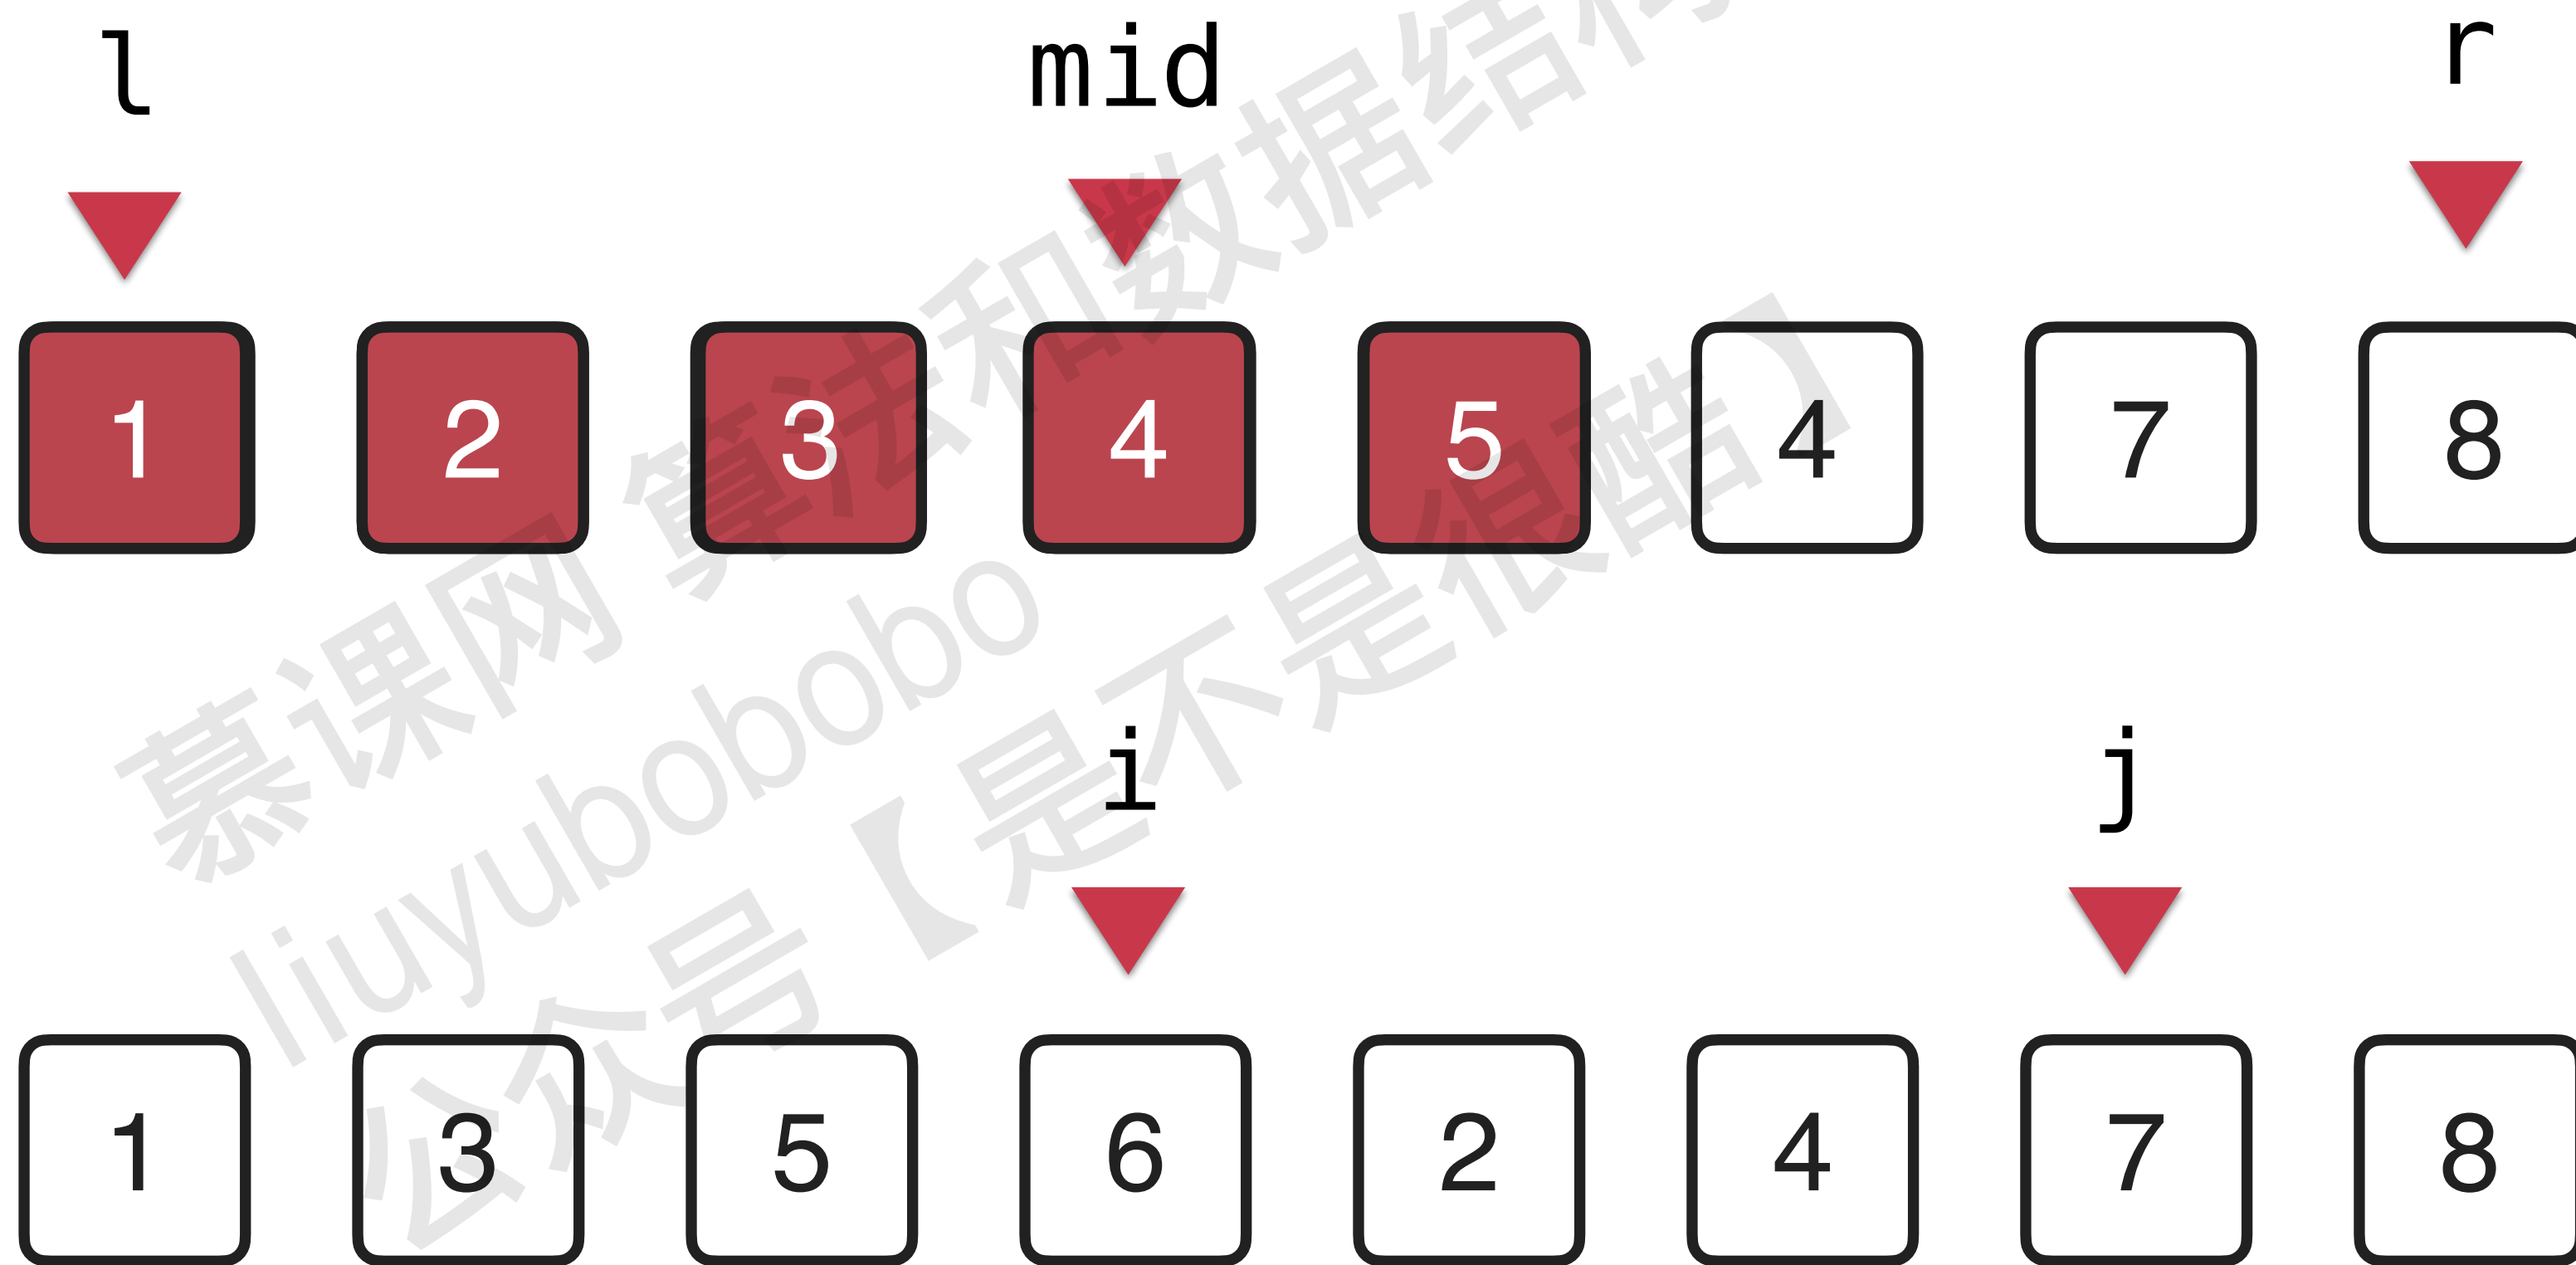 l mid r
1 2 3 4 5 4 7 8
慕课网 算法和数据结构
liuyubobobo
公众号【是不是很酷】
i j
1 3 5 6 2 4 7 8